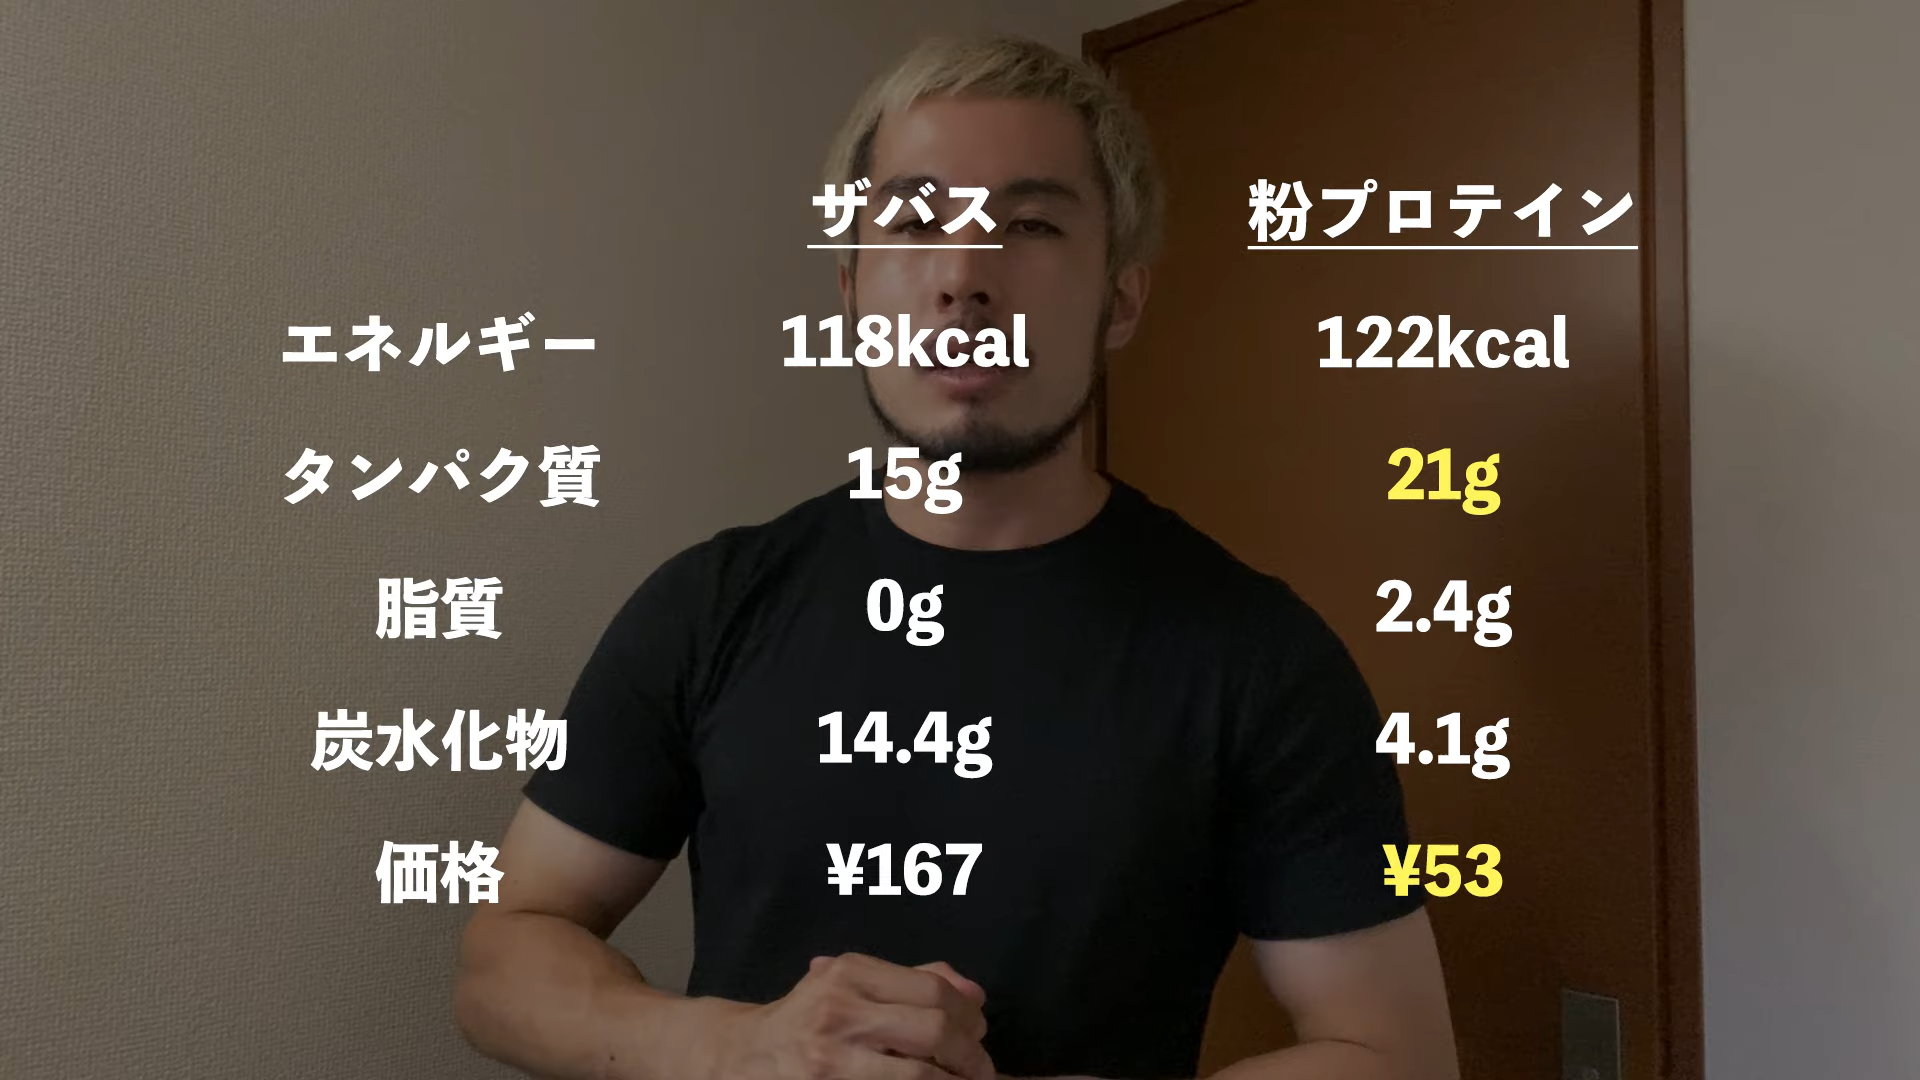 ザバス 粉プロテイン
エネルギー 118kcal 122kcal
タンパク質 15g 21g
脂質 0g 2.4g
炭水化物 14.4g 4.1g
価格 ¥167 ¥53